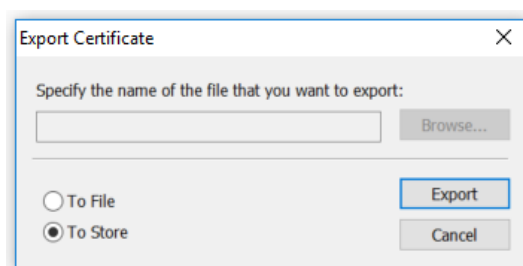 Export Certificate
Specify the name of the file that you want to export:
Browse...
To File
Export
To Store
Cancel